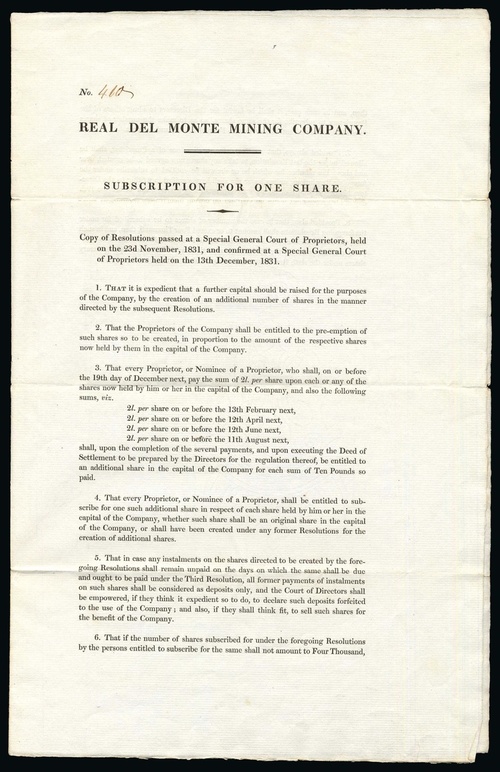 No.
REAL DEL MONTE MINING COMPANY.
SUBSCRIPTION FOR ONE SHARE.
Copy of Resolutions passed at a Special General Court of Proprietors, held
on the 23d November, 1831, and confirmed at a Special General Court
of Proprietors held on the 13th December, 1831.
1. THAT it is expedient that a further capital should be raised for the purposes
of the Company, by the creation of an additional number of shares in the manner
directed by the subsequent Resolutions.
2. That the Proprietors of the Company shall be entitled to the pre-emption of
such shares so to be created, in proportion to the amount of the respective shares
now held by them in the capital of the Company.
3. That every Proprietor, or Nominee of a Proprietor, who shall, on or before
the 19th day of December next, pay the sum of 2l. per share upon each or any of the
shares now held by him or her in the capital of the Company, and also the following
sums, viz.
2l. per share on or before the 13th February next,
2l. per share on or before the 12th April next,
2l. per share on or before the 12th June next,
2l. per share on or before the 11th August next,
shall, upon the completion of the several payments, and upon executing the Deed of
Settlement to be prepared by the Directors for the regulation thereof, be entitled to
an additional share in the capital of the Company for each sum of Ten Pounds so
paid.
4. That every Proprietor, or Nominee of a Proprietor, shall be entitled to sub-
scribe for one such additional share in respect of each share held by him or her in the
capital of the Company, whether such share shall be an original share in the capital
of the Company, or shall have been created under any former Resolutions for the
creation of additional shares.
5. That in case any instalments on the shares directed to be created by the fore-
going Resolutions shall remain unpaid on the days on which the same shall be due
and ought to be paid under the Third Resolution, all former payments of instalments
on such shares shall be considered as deposits only, and the Court of Directors shall
be empowered, if they think it expedient so to do, to declare such deposits forfeited
to the use of the Company; and also, if they shall think fit, to sell such shares for
the benefit of the Company.
6. That if the number of shares subscribed for under the foregoing Resolutions
by the persons entitled to subscribe for the same shall not amount to Four Thousand,